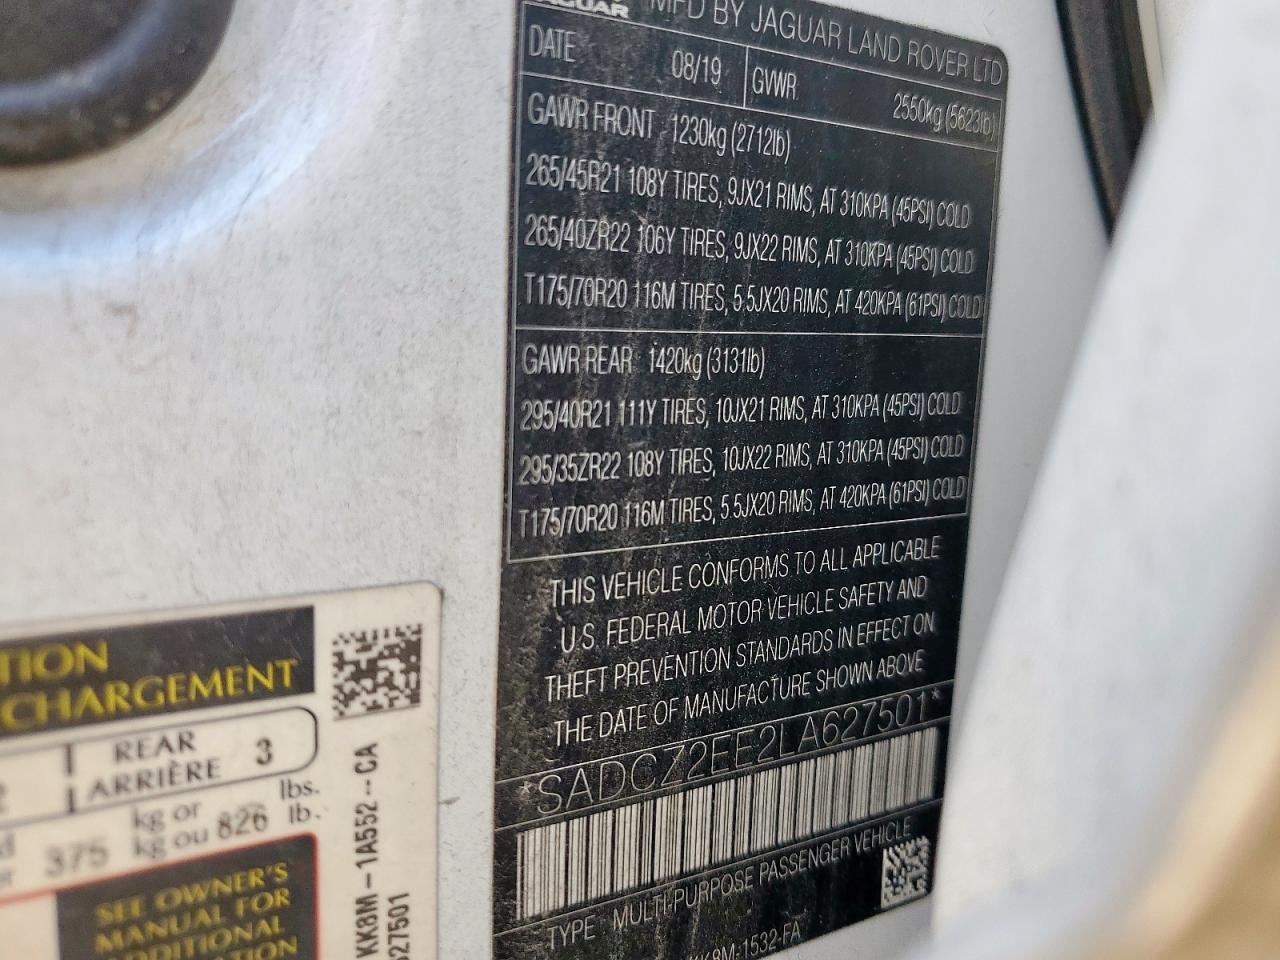 JAGUAR MFD BY JAGUAR LAND ROVER LTD
DATE 08/19 GVWR 2550kg (5623lb)
GAWR FRONT 1230kg (2712lb)
265/45R21 108Y TIRES, 9JX21 RIMS, AT 310KPA (45PSI) COLD
265/40ZR22 106Y TIRES, 9JX22 RIMS, AT 310KPA (45PSI) COLD
T175/70R20 116M TIRES, 5.5JX20 RIMS, AT 420KPA (61PSI) COLD
GAWR REAR 1420kg (3131lb)
295/40R21 111Y TIRES, 10JX21 RIMS, AT 310KPA (45PSI) COLD
295/35ZR22 108Y TIRES, 10JX22 RIMS, AT 310KPA (45PSI) COLD
T175/70R20 116M TIRES, 5.5JX20 RIMS, AT 420KPA (61PSI) COLD
THIS VEHICLE CONFORMS TO ALL APPLICABLE
U.S. FEDERAL MOTOR VEHICLE SAFETY AND
THEFT PREVENTION STANDARDS IN EFFECT ON
THE DATE OF MANUFACTURE SHOWN ABOVE
*SADCZ2EE2LA627501*
TYPE MULTI-PURPOSE PASSENGER VEHICLE
KK8M-1532-FA
TION
CHARGEMENT
REAR
ARRIÈRE 3
375 kg or
kg ou 826 lbs.
lb.
SEE OWNER'S
MANUAL FOR
ADDITIONAL
KK8M-1A552--CA
627501